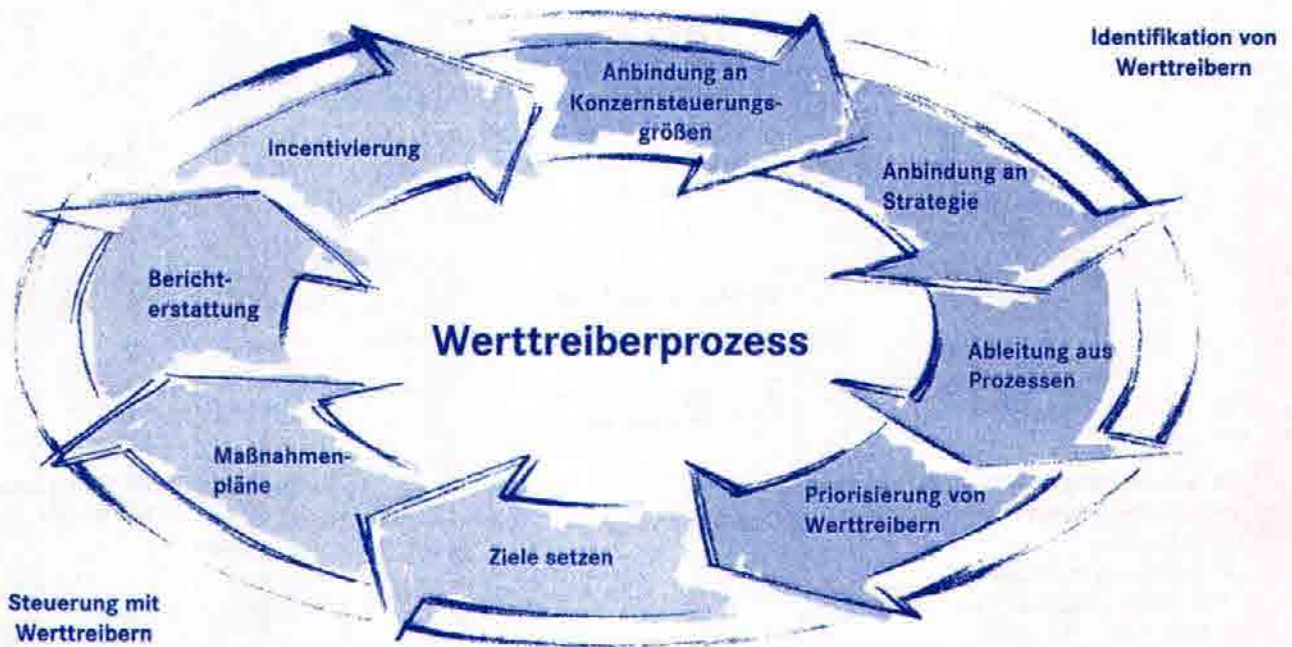 Identifikation von
Werttreibern
Anbindung an
Konzernsteuerungs-
größen
Anbindung an
Strategie
Ableitung aus
Prozessen
Priorisierung von
Werttreibern
Ziele setzen
Maßnahmen-
pläne
Bericht-
erstattung
Incentivierung
Werttreiberprozess
Steuerung mit
Werttreibern